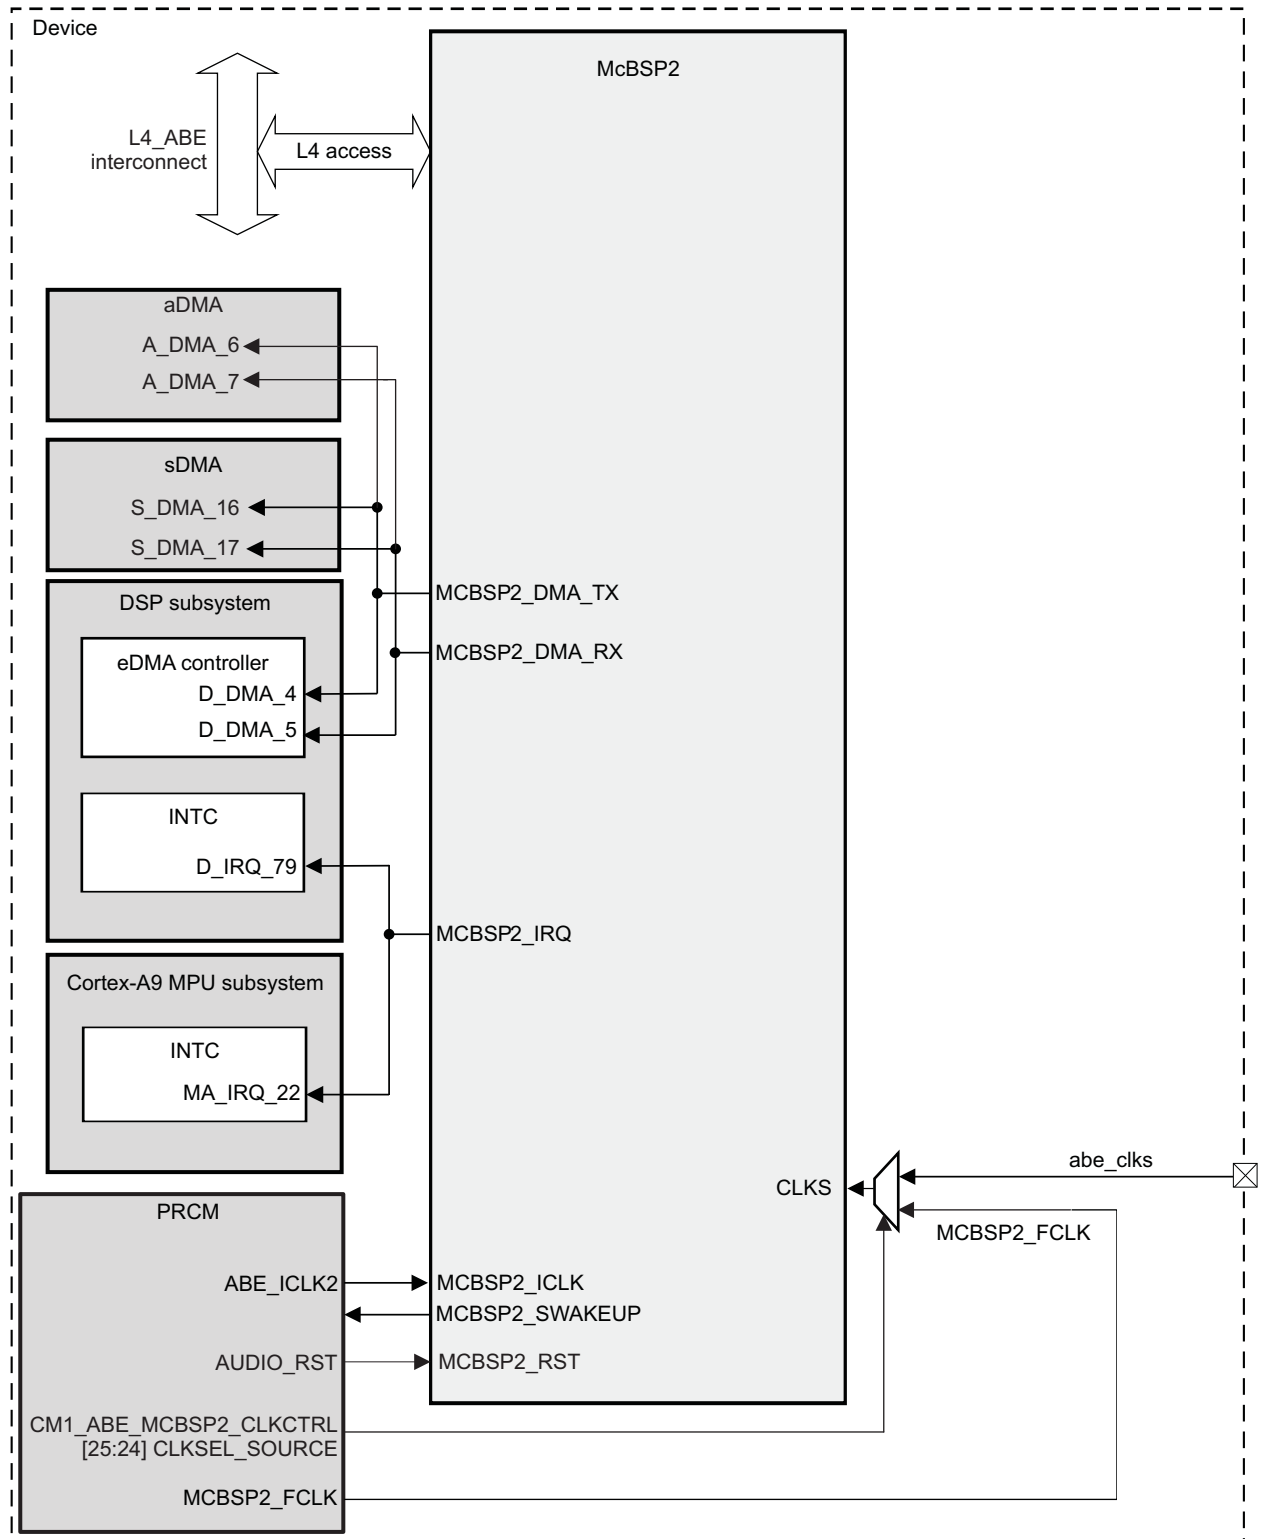 Device
McBSP2
L4_ABE
interconnect
L4 access
aDMA
A_DMA_6
A_DMA_7
sDMA
S_DMA_16
S_DMA_17
DSP subsystem
eDMA controller
D_DMA_4
D_DMA_5
MCBSP2_DMA_TX
MCBSP2_DMA_RX
INTC
D_IRQ_79
MCBSP2_IRQ
Cortex-A9 MPU subsystem
INTC
MA_IRQ_22
abe_clks
CLKS
MCBSP2_FCLK
PRCM
ABE_ICLK2
MCBSP2_ICLK
MCBSP2_SWAKEUP
AUDIO_RST
MCBSP2_RST
CM1_ABE_MCBSP2_CLKCTRL
[25:24] CLKSEL_SOURCE
MCBSP2_FCLK